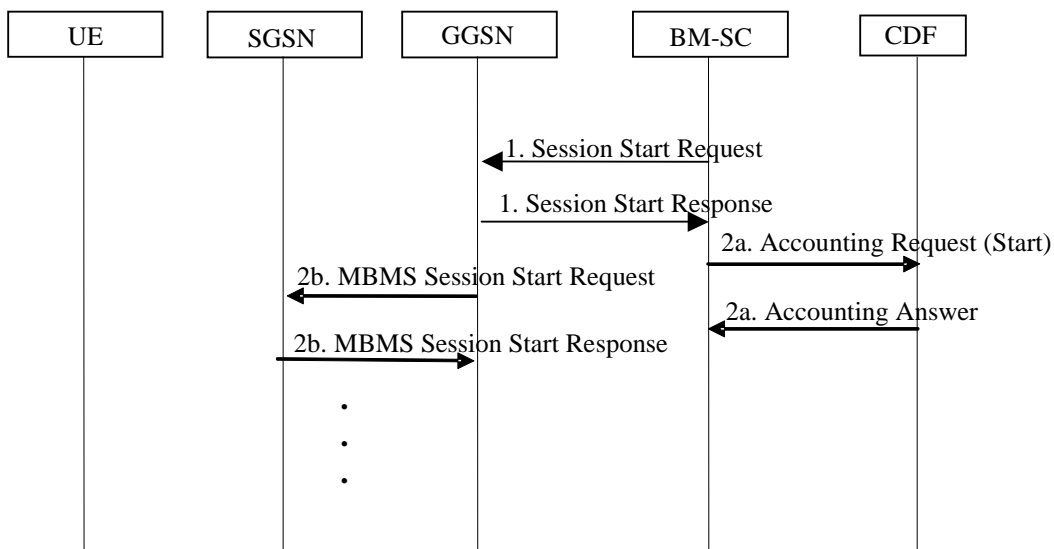 UE
SGSN
GGSN
BM-SC
CDF
1. Session Start Request
1. Session Start Response
2a. Accounting Request (Start)
2b. MBMS Session Start Request
2a. Accounting Answer
2b. MBMS Session Start Response